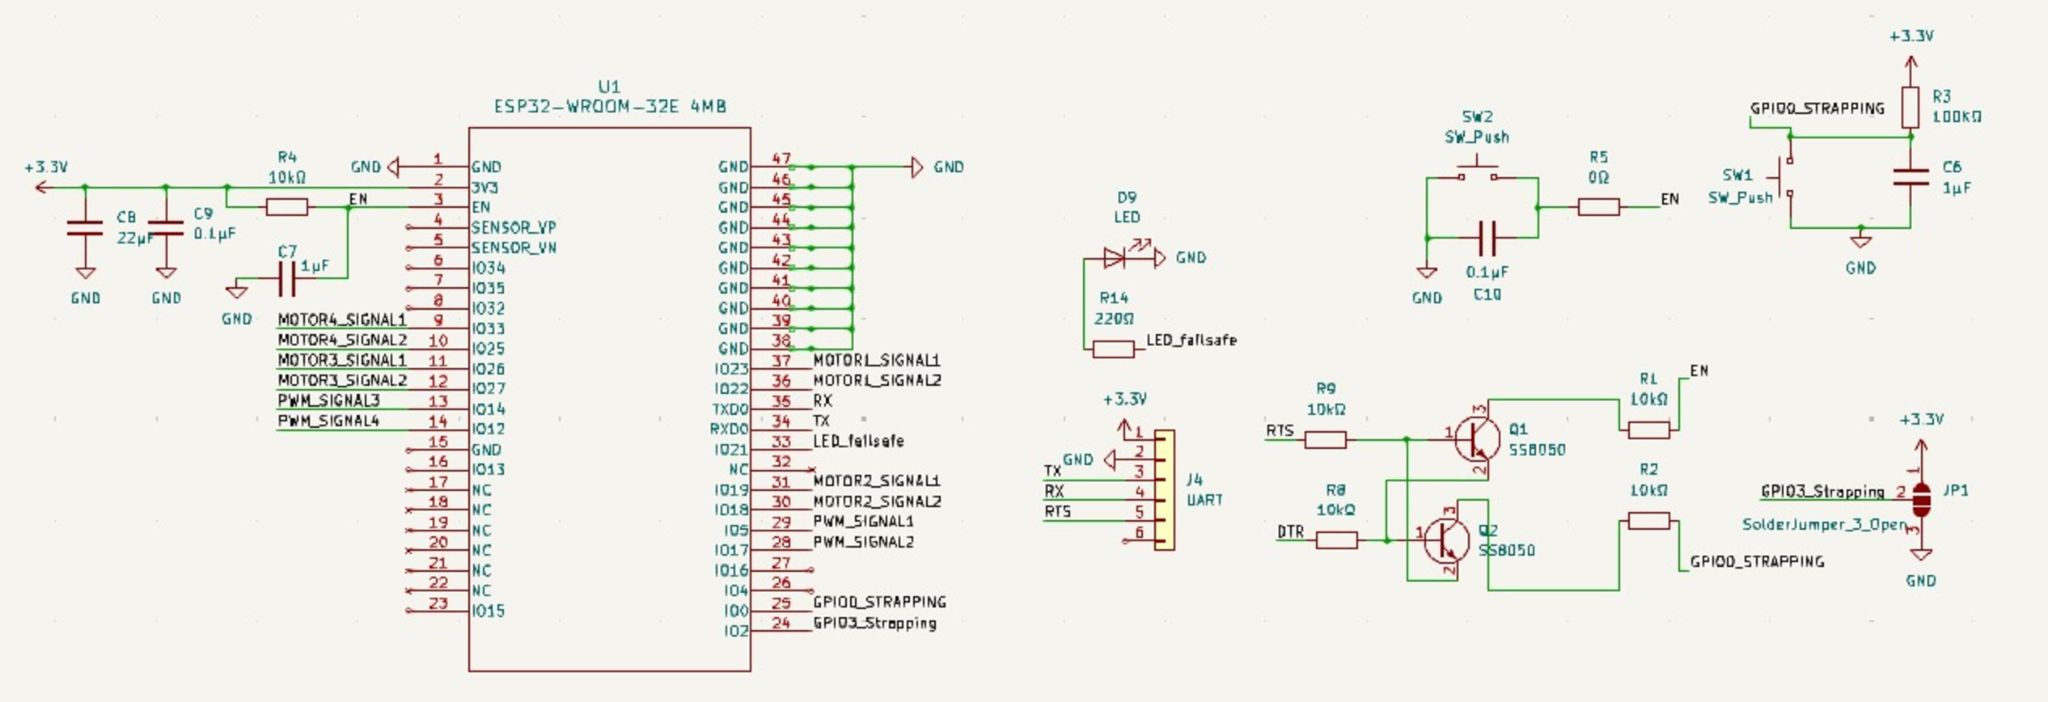 +3.3V
C8
22µF
GND
C9
0.1µF
GND
R4
10kΩ
EN
C7
1µF
GND
U1
ESP32-WROOM-32E 4MB
GND
1 GND
2 3V3
3 EN
4 SENSOR_VP
5 SENSOR_VN
6 IO34
7 IO35
8 IO32
MOTOR4_SIGNAL1 9 IO33
MOTOR4_SIGNAL2 10 IO25
MOTOR3_SIGNAL1 11 IO26
MOTOR3_SIGNAL2 12 IO27
PWM_SIGNAL3 13 IO14
PWM_SIGNAL4 14 IO12
15 GND
16 IO13
17 NC
18 NC
19 NC
20 NC
21 NC
22 NC
23 IO15
GND 47 GND
GND 46
GND 45
GND 44
GND 43
GND 42
GND 41
GND 40
GND 39
GND 38
IO23 37 MOTOR1_SIGNAL1
IO22 36 MOTOR1_SIGNAL2
TXD0 35 RX
RXD0 34 TX
IO21 33 LED_failsafe
NC 32
IO19 31 MOTOR2_SIGNAL1
IO18 30 MOTOR2_SIGNAL2
IO5 29 PWM_SIGNAL1
IO17 28 PWM_SIGNAL2
IO16 27
IO4 26
IO0 25 GPIO0_STRAPPING
IO2 24 GPIO3_Strapping
D9
LED
GND
R14
220Ω
LED_failsafe
+3.3V
1
GND 2
TX 3
RX 4
RTS 5
6
J4
UART
SW2
SW_Push
R5
0Ω
EN
0.1µF
C10
GND
+3.3V
GPIO0_STRAPPING
R3
100kΩ
SW1
SW_Push
C6
1µF
GND
R9
10kΩ
RTS
1
3
2
Q1
SS8050
R1
10kΩ
EN
R8
10kΩ
DTR
1
3
2
Q2
SS8050
R2
10kΩ
GPIO0_STRAPPING
+3.3V
1
GPIO3_Strapping 2
JP1
SolderJumper_3_Open
3
GND